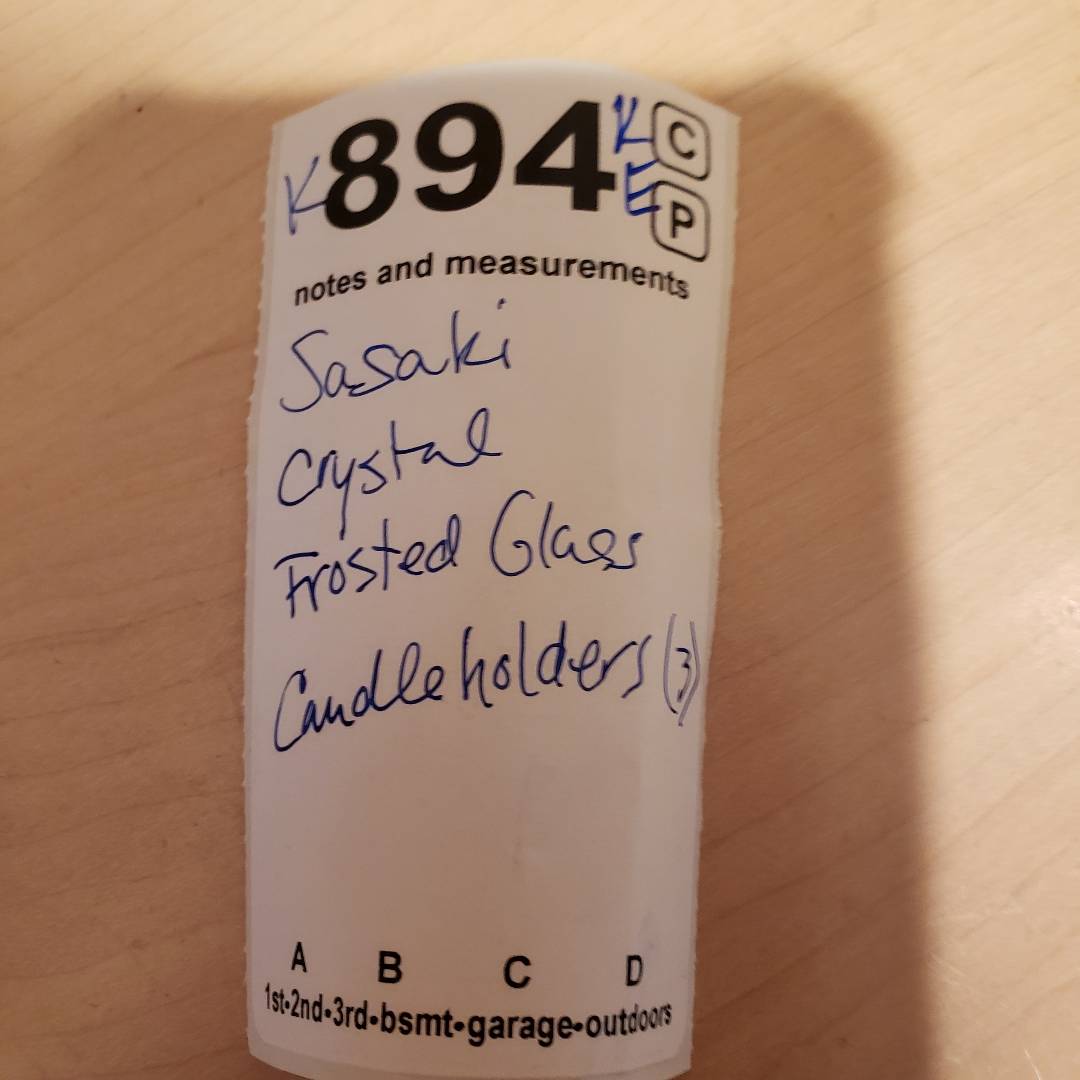 K894 K C
E P
notes and measurements
Sasaki
Crystal
Frosted Glass
Candleholders (3)
A B C D
1st•2nd•3rd•bsmt•garage•outdoors